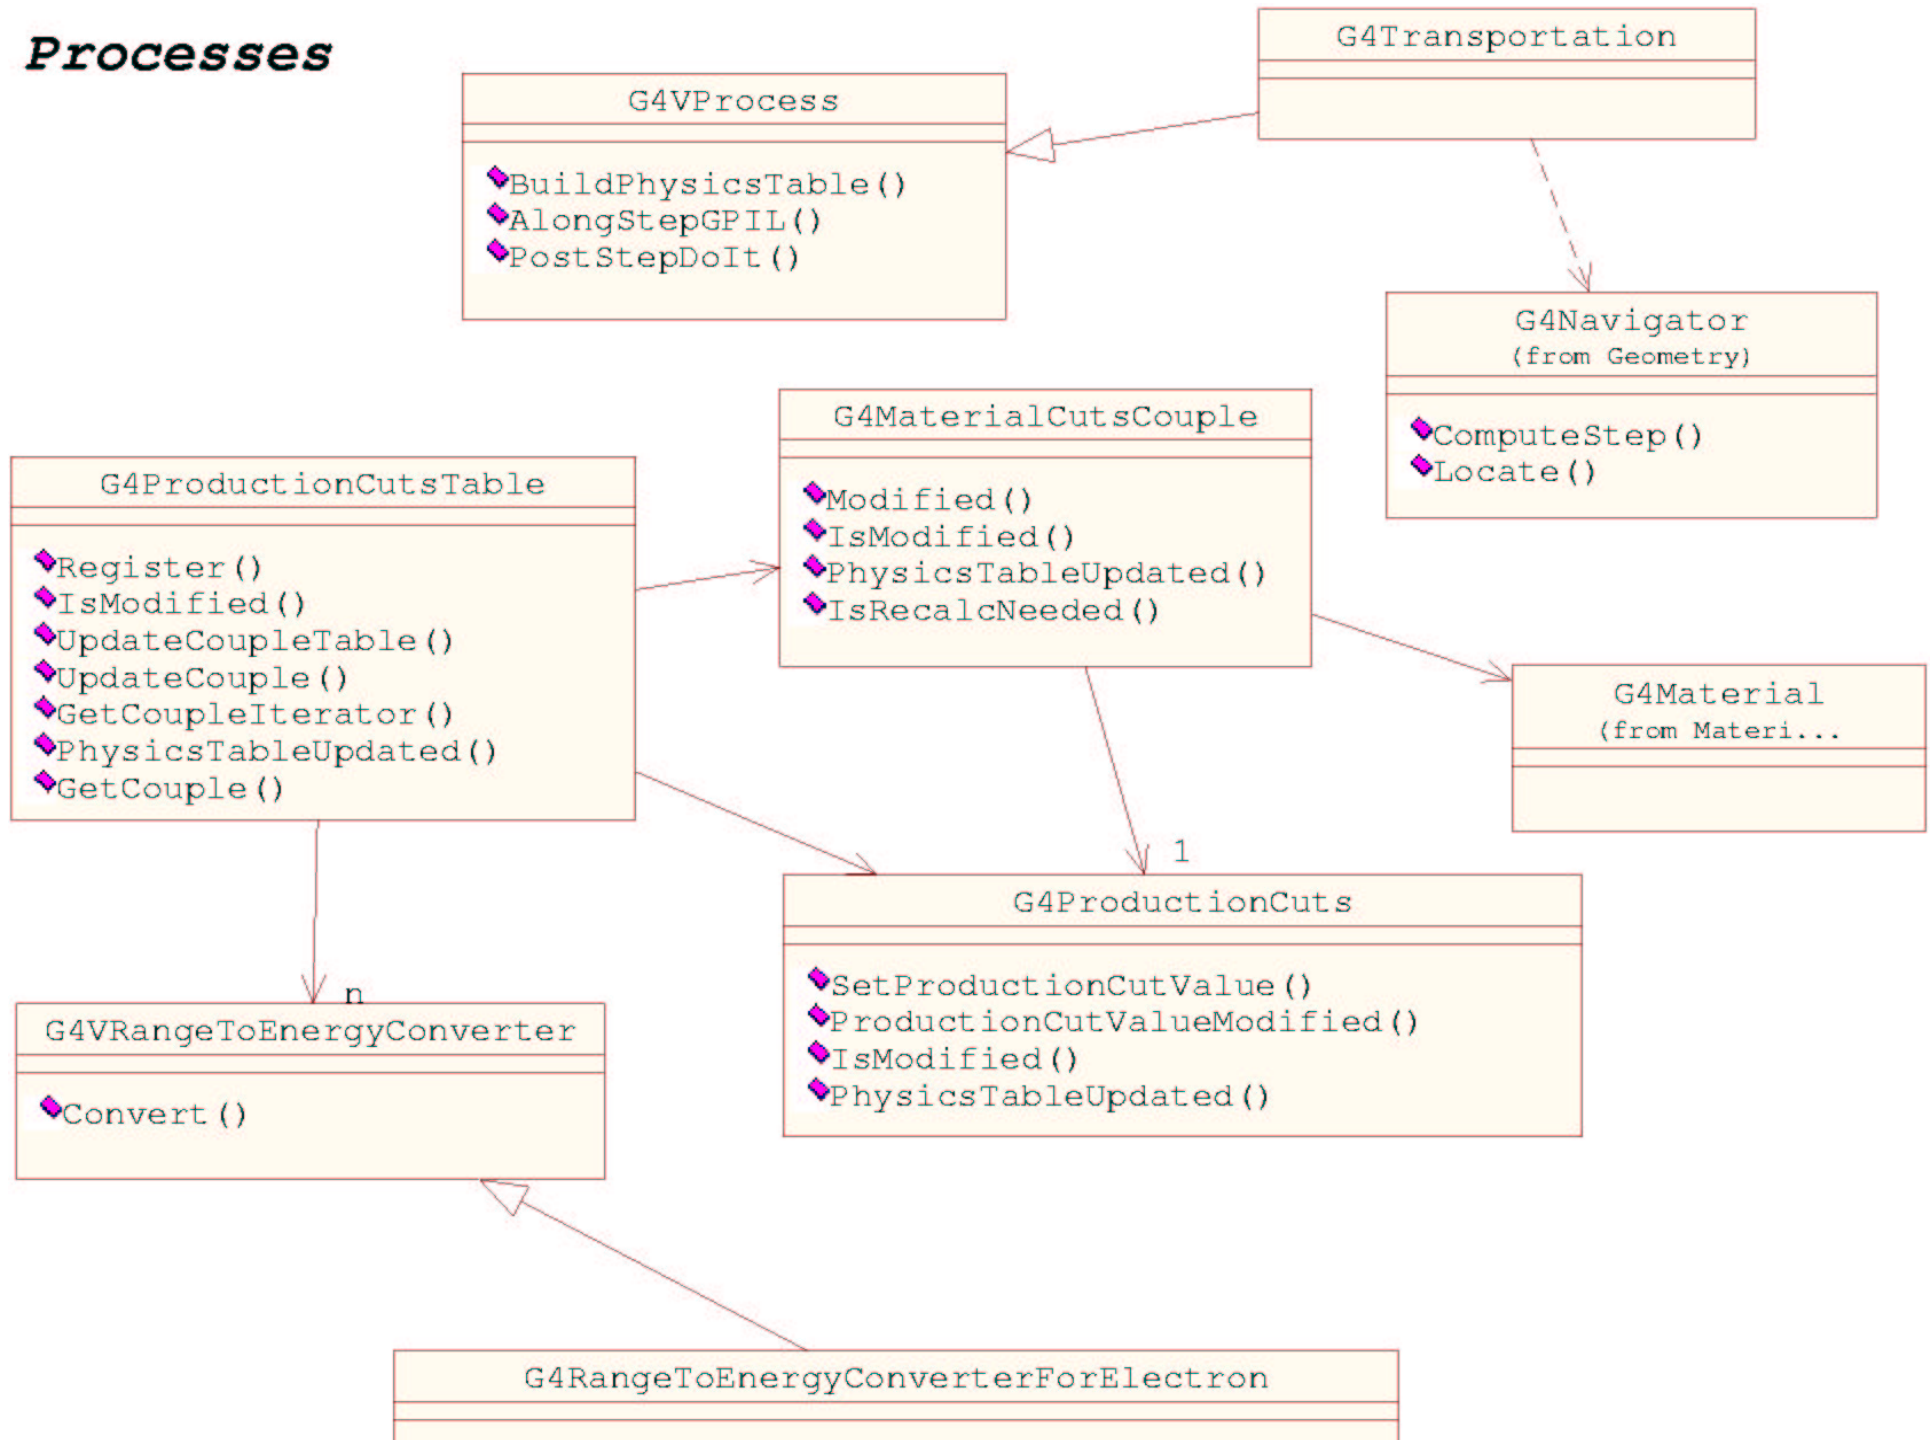 Processes
G4Transportation
G4VProcess
BuildPhysicsTable()
AlongStepGPIL()
PostStepDoIt()
G4Navigator
(from Geometry)
ComputeStep()
Locate()
G4MaterialCutsCouple
Modified()
IsModified()
PhysicsTableUpdated()
IsRecalcNeeded()
G4ProductionCutsTable
Register()
IsModified()
UpdateCoupleTable()
UpdateCouple()
GetCoupleIterator()
PhysicsTableUpdated()
GetCouple()
G4Material
(from Materi...
1
G4ProductionCuts
SetProductionCutValue()
ProductionCutValueModified()
IsModified()
PhysicsTableUpdated()
n
G4VRangeToEnergyConverter
Convert()
G4RangeToEnergyConverterForElectron